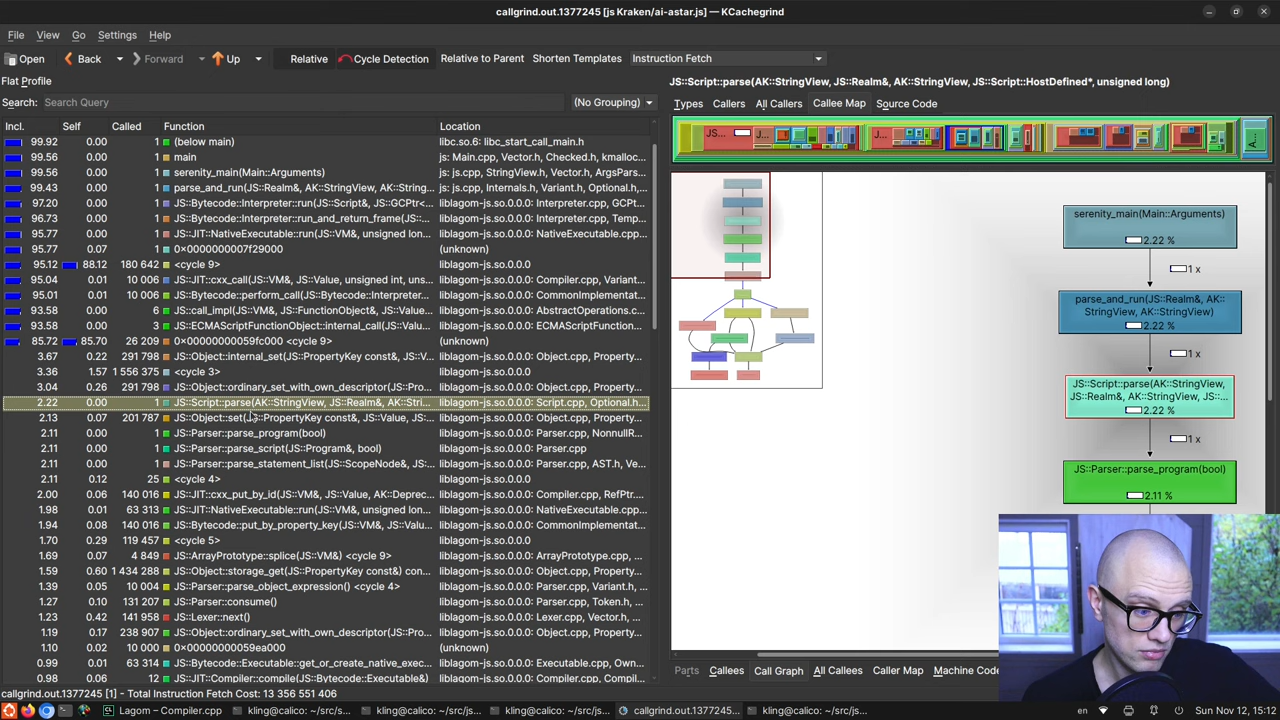 callgrind.out.1377245 [js Kraken/ai-astar.js] — KCachegrind
File View Go Settings Help
Open Back Forward Up Relative Cycle Detection Relative to Parent Shorten Templates Instruction Fetch
Flat Profile
Search: Search Query (No Grouping)
Incl. Self Called Function Location
99.92 0.00 1 (below main) libc.so.6: libc_start_call_main.h
99.56 0.00 1 main js: Main.cpp, Vector.h, Checked.h, kmalloc...
99.56 0.00 1 serenity_main(Main::Arguments) js: js.cpp, StringView.h, Vector.h, ArgsPars...
99.43 0.00 1 parse_and_run(JS::Realm&, AK::StringView, AK::String... js: js.cpp, Internals.h, Variant.h, Optional.h,...
97.20 0.00 1 JS::Bytecode::Interpreter::run(JS::Script&, JS::GCPtr<... liblagom-js.so.0.0.0: Interpreter.cpp, GCPt...
96.73 0.00 1 JS::Bytecode::Interpreter::run_and_return_frame(JS::... liblagom-js.so.0.0.0: Interpreter.cpp, Temp...
95.77 0.00 1 JS::JIT::NativeExecutable::run(JS::VM&, unsigned lon... liblagom-js.so.0.0.0: NativeExecutable.cpp...
95.77 0.07 1 0x0000000007f29000 (unknown)
95.12 88.12 180 642 <cycle 9> liblagom-js.so.0.0.0
95.04 0.01 10 006 JS::JIT::cxx_call(JS::VM&, unsigned int, JS::Value, uns... liblagom-js.so.0.0.0: Compiler.cpp, Variant...
95.01 0.01 10 006 JS::Bytecode::perform_call(JS::Bytecode::Interpreter... liblagom-js.so.0.0.0: CommonImplementa...
93.58 0.00 6 JS::call_impl(JS::VM&, JS::FunctionObject&, JS::Value... liblagom-js.so.0.0.0: AbstractOperations.c...
93.58 0.00 3 JS::ECMAScriptFunctionObject::internal_call(JS::Value... liblagom-js.so.0.0.0: ECMAScriptFunctionO...
85.72 85.70 26 209 0x00000000059fc000 <cycle 9> (unknown)
3.67 0.22 291 798 JS::Object::internal_set(JS::PropertyKey const&, JS::V... liblagom-js.so.0.0.0: Object.cpp, Property...
3.36 1.57 1 556 375 <cycle 3> liblagom-js.so.0.0.0
3.04 0.26 291 798 JS::Object::ordinary_set_with_own_descriptor(JS::Pro... liblagom-js.so.0.0.0: Object.cpp, Property...
2.22 0.00 1 JS::Script::parse(AK::StringView, JS::Realm&, AK::Stri... liblagom-js.so.0.0.0: Script.cpp, Optional.h...
2.13 0.07 201 787 JS::Object::set(JS::PropertyKey const&, JS::Value, JS:... liblagom-js.so.0.0.0: Object.cpp, Optional.h...
2.11 0.00 1 JS::Parser::parse_program(bool) liblagom-js.so.0.0.0: Parser.cpp, NonnullR...
2.11 0.00 1 JS::Parser::parse_script(JS::Program&, bool) liblagom-js.so.0.0.0: Parser.cpp
2.11 0.00 1 JS::Parser::parse_statement_list(JS::ScopeNode&, JS:... liblagom-js.so.0.0.0: Parser.cpp, AST.h, Ve...
2.11 0.12 25 <cycle 4> liblagom-js.so.0.0.0
2.00 0.06 140 016 JS::JIT::cxx_put_by_id(JS::VM&, JS::Value, AK::Deprec... liblagom-js.so.0.0.0: Compiler.cpp, RefPtr....
1.98 0.01 63 313 JS::JIT::NativeExecutable::run(JS::VM&, unsigned lon... liblagom-js.so.0.0.0: NativeExecutable.cpp...
1.94 0.08 140 016 JS::Bytecode::put_by_property_key(JS::VM&, JS::Valu... liblagom-js.so.0.0.0: CommonImplementa...
1.70 0.29 119 457 <cycle 5> liblagom-js.so.0.0.0
1.69 0.07 4 849 JS::ArrayPrototype::splice(JS::VM&) <cycle 9> liblagom-js.so.0.0.0: ArrayPrototype.cpp, ...
1.59 0.60 1 434 288 JS::Object::storage_get(JS::PropertyKey const&) cons... liblagom-js.so.0.0.0: Object.cpp, Property...
1.39 0.05 10 004 JS::Parser::parse_object_expression() <cycle 4> liblagom-js.so.0.0.0: Parser.cpp, Variant.h, ...
1.27 0.10 131 207 JS::Parser::consume() liblagom-js.so.0.0.0: Parser.cpp, Token.h, ...
1.23 0.42 141 958 JS::Lexer::next() liblagom-js.so.0.0.0: Lexer.cpp, Token.h, ...
1.19 0.17 238 907 JS::Object::ordinary_set_with_own_descriptor(JS::Pro... liblagom-js.so.0.0.0: Object.cpp, Property...
1.10 0.02 10 000 0x00000000059ea000 (unknown)
0.99 0.01 63 314 JS::Bytecode::Executable::get_or_create_native_exec... liblagom-js.so.0.0.0: Executable.cpp, Own...
0.98 0.06 12 JS::JIT::Compiler::compile(JS::Bytecode::Executable&) liblagom-js.so.0.0.0: Compiler.cpp, Forwar...
callgrind.out.1377245 [1] - Total Instruction Fetch Cost: 13 356 551 406
JS::Script::parse(AK::StringView, JS::Realm&, AK::StringView, JS::Script::HostDefined*, unsigned long)
Types Callers All Callers Callee Map Source Code
JS... J... J... A...
serenity_main(Main::Arguments)
2.22 %
1 x
parse_and_run(JS::Realm&, AK::
StringView, AK::StringView)
2.22 %
1 x
JS::Script::parse(AK::StringView,
JS::Realm&, AK::StringView, JS::...
2.22 %
1 x
JS::Parser::parse_program(bool)
2.11 %
Parts Callees Call Graph All Callees Caller Map Machine Code
Lagom – Compiler.cpp kling@calico: ~/src/s... kling@calico: ~/src/js... kling@calico: ~/src/js... callgrind.out.1377245... kling@calico: ~/src/js... en Sun Nov 12, 15:12